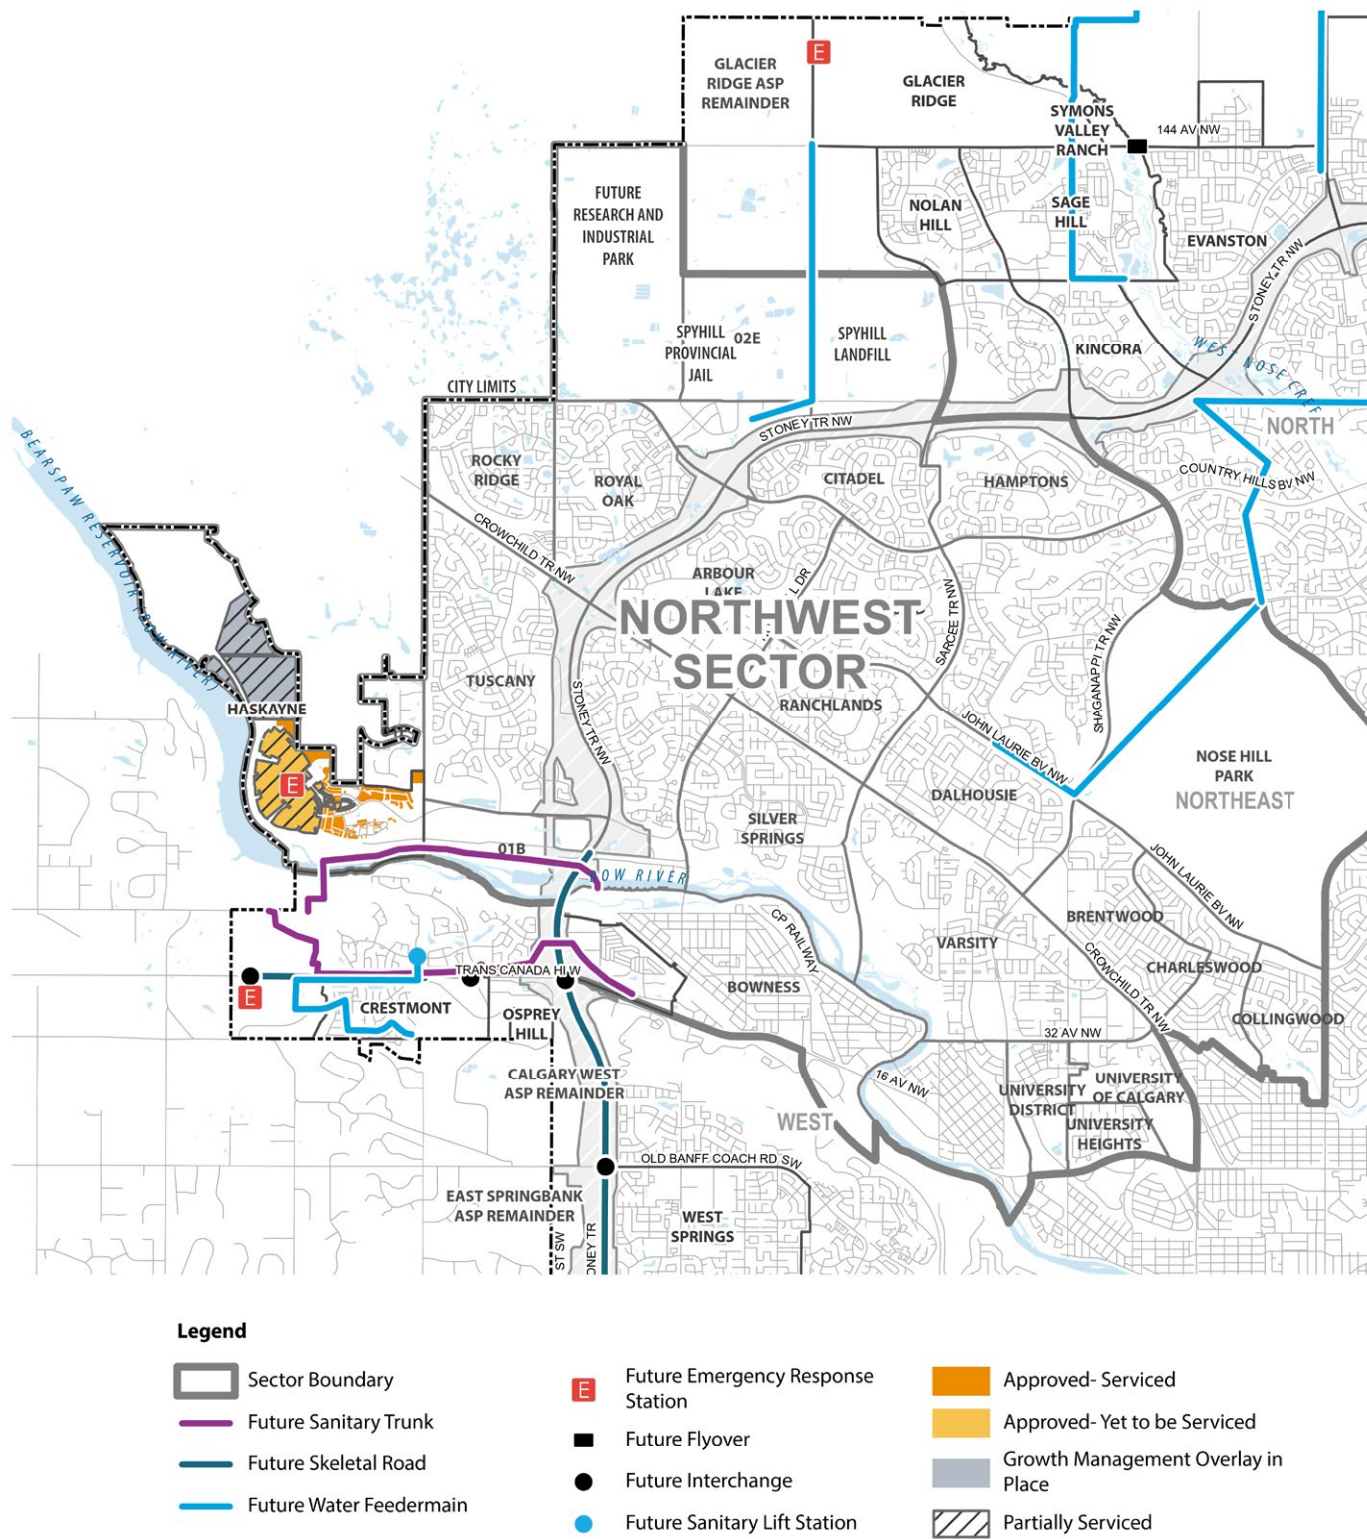 GLACIER
RIDGE ASP
REMAINDER
E
GLACIER
RIDGE
SYMONS
VALLEY
RANCH
144 AV NW
FUTURE
RESEARCH AND
INDUSTRIAL
PARK
NOLAN
HILL
SAGE
HILL
EVANSTON
STONEY TR NW
SPYHILL
PROVINCIAL
JAIL
02E
SPYHILL
LANDFILL
KINCORA
WEST NOSE CREEK
CITY LIMITS
STONEY TR NW
NORTH
BEARSPAW RESERVOIR (BOW RIVER)
ROCKY
RIDGE
ROYAL
OAK
CITADEL
HAMPTONS
COUNTRY HILLS BV NW
CROWCHILD TR NW
ARBOUR
LAKE
L DR
SARCEE TR NW
SHAGANAPPI TR NW
NORTHWEST
SECTOR
TUSCANY
RANCHLANDS
STONEY TR NW
HASKAYNE
JOHN LAURIE BV NW
NOSE HILL
PARK
NORTHEAST
E
DALHOUSIE
SILVER
SPRINGS
01B
BOW RIVER
JOHN LAURIE BV NW
CP RAILWAY
BRENTWOOD
VARSITY
CROWCHILD TR NW
CHARLESWOOD
TRANS CANADA HI W
BOWNESS
E
CRESTMONT
OSPREY
HILL
COLLINGWOOD
32 AV NW
CALGARY WEST
ASP REMAINDER
16 AV NW
UNIVERSITY
DISTRICT
UNIVERSITY
OF CALGARY
UNIVERSITY
HEIGHTS
WEST
OLD BANFF COACH RD SW
EAST SPRINGBANK
ASP REMAINDER
WEST
SPRINGS
ST SW
ONEY TR
Legend
Sector Boundary
Future Sanitary Trunk
Future Skeletal Road
Future Water Feedermain
E
Future Emergency Response
Station
Future Flyover
Future Interchange
Future Sanitary Lift Station
Approved- Serviced
Approved- Yet to be Serviced
Growth Management Overlay in
Place
Partially Serviced